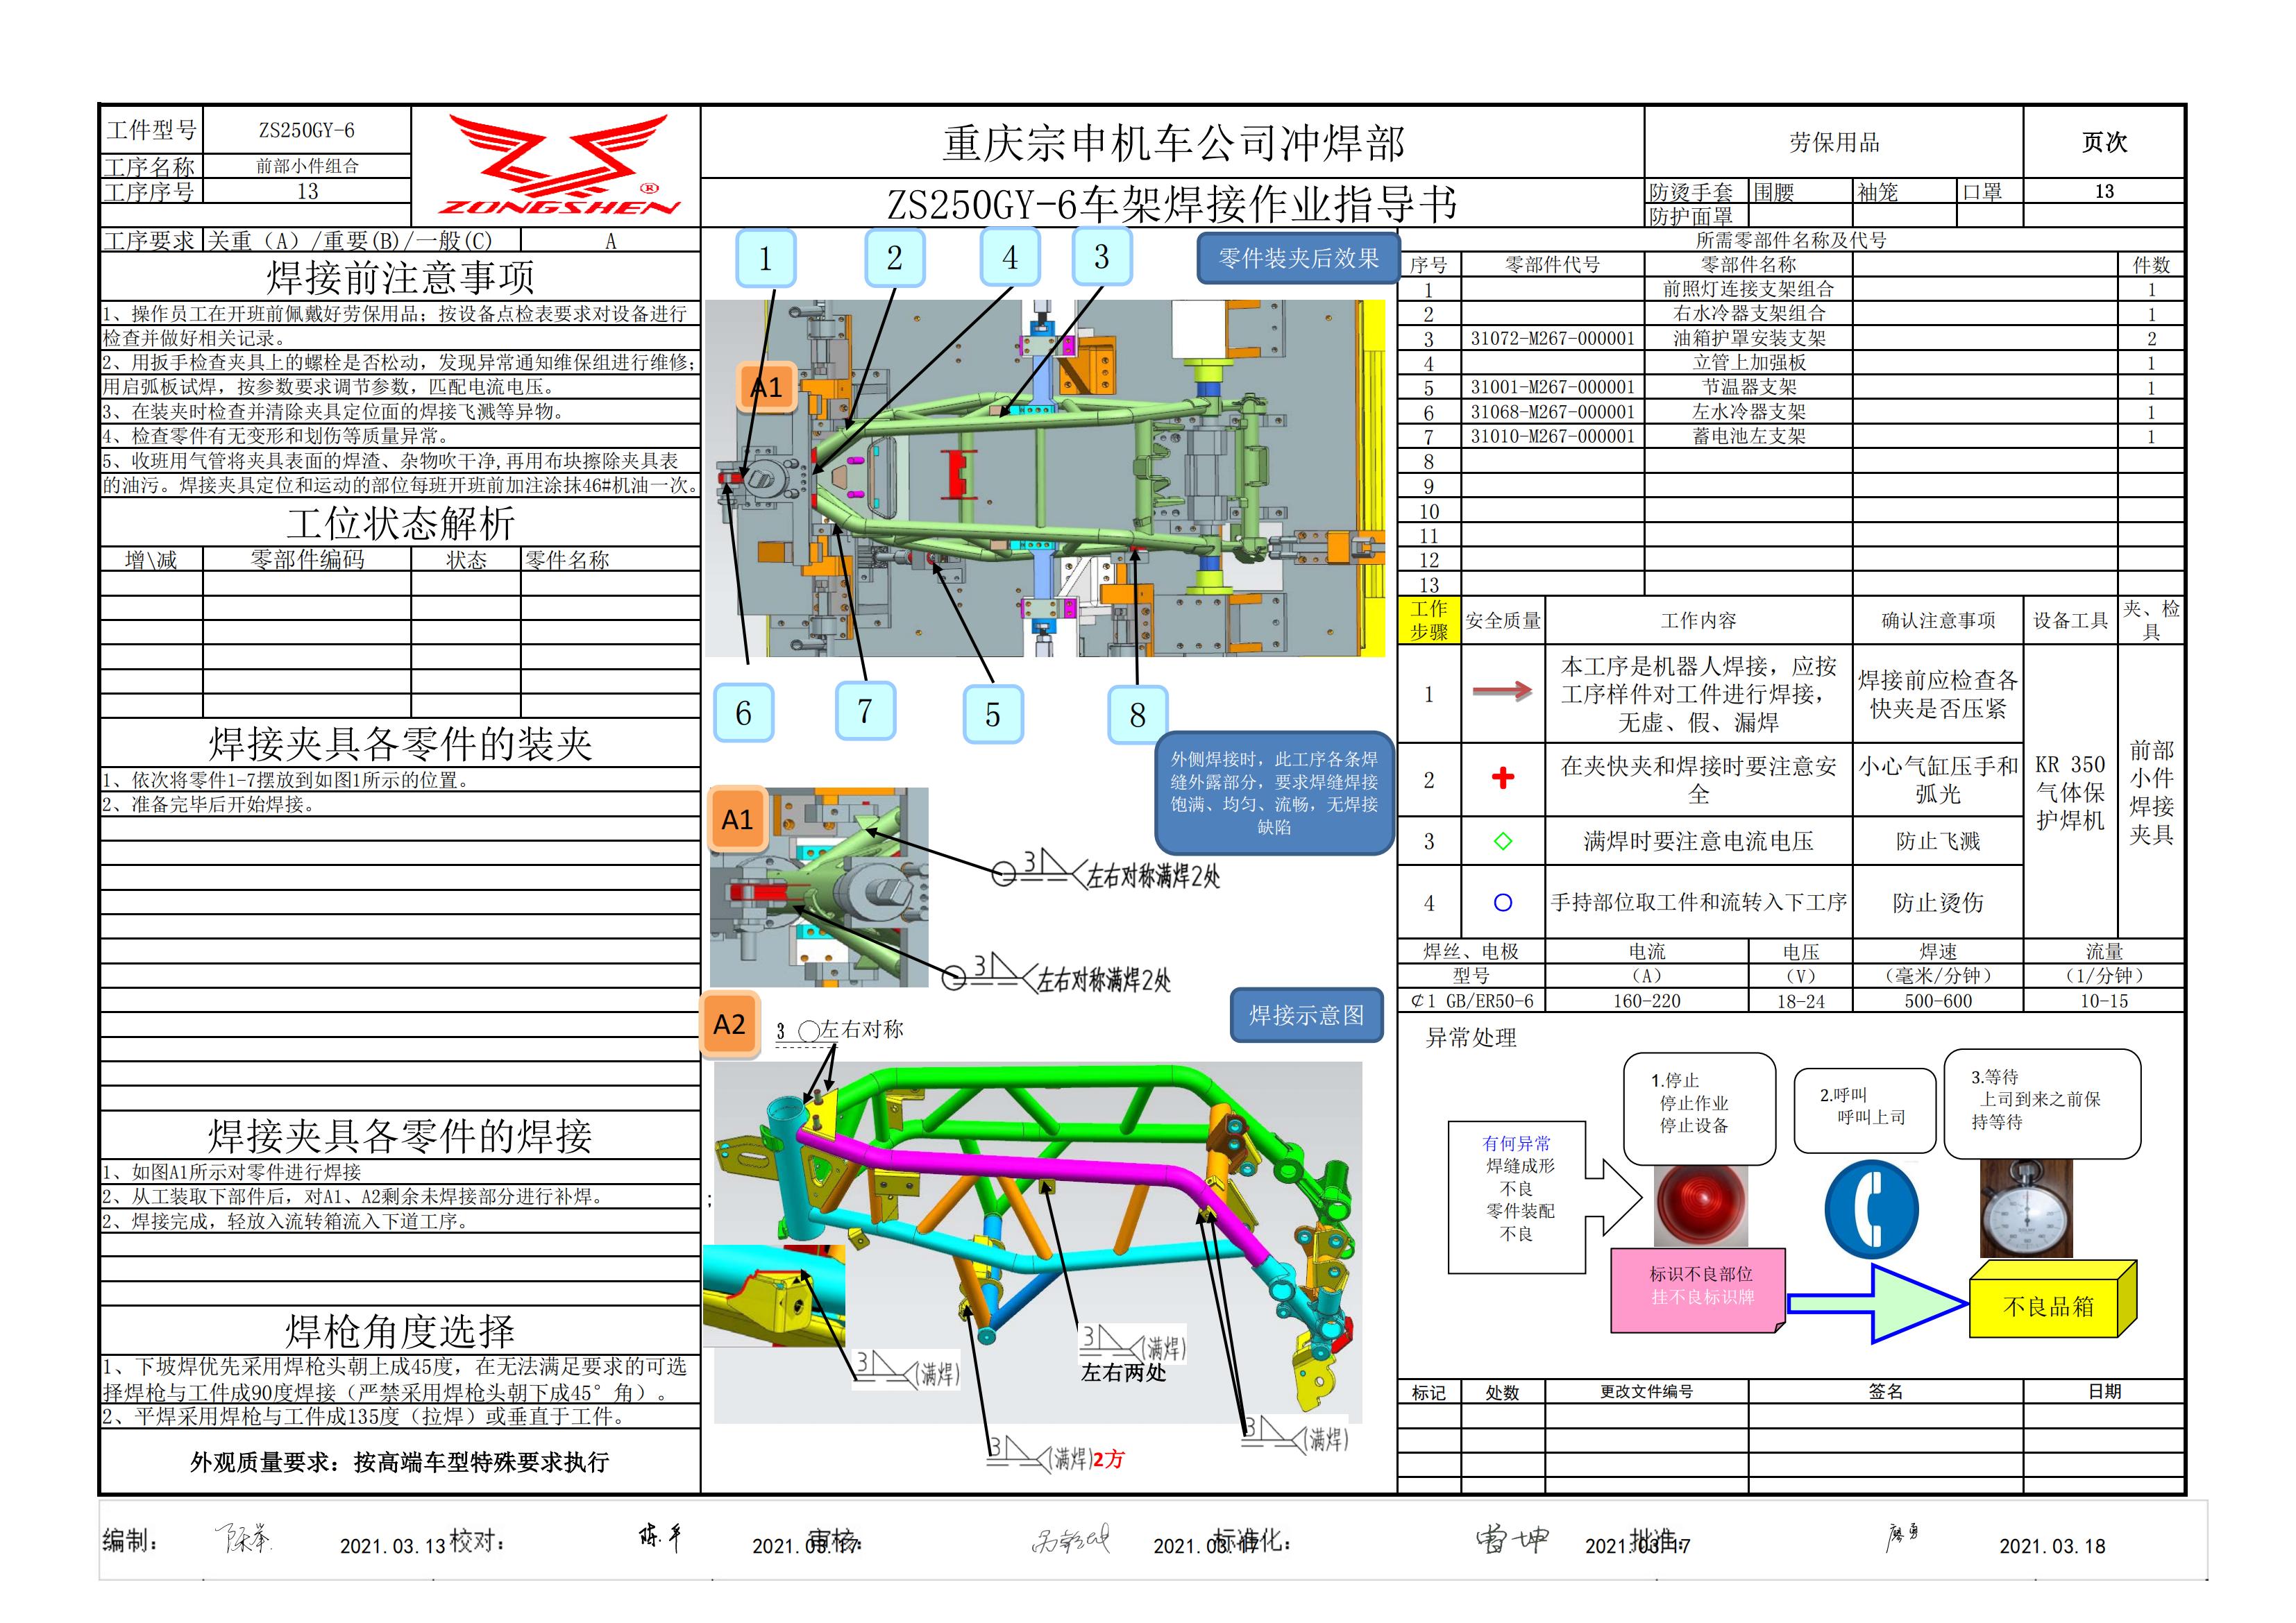 工件型号 ZS250GY-6
工序名称 前部小件组合
工序序号 13
ZONGSHEN ®
重庆宗申机车公司冲焊部
ZS250GY-6车架焊接作业指导书
劳保用品 页次
防烫手套 围腰 袖笼 口罩 13
防护面罩
工序要求 关重（A）/重要(B)/一般(C) A
焊接前注意事项
1、操作员工在开班前佩戴好劳保用品；按设备点检表要求对设备进行
检查并做好相关记录。
2、用扳手检查夹具上的螺栓是否松动，发现异常通知维保组进行维修；
用启弧板试焊，按参数要求调节参数，匹配电流电压。
3、在装夹时检查并清除夹具定位面的焊接飞溅等异物。
4、检查零件有无变形和划伤等质量异常。
5、收班用气管将夹具表面的焊渣、杂物吹干净,再用布块擦除夹具表
的油污。焊接夹具定位和运动的部位每班开班前加注涂抹46#机油一次。
工位状态解析
增\减 零部件编码 状态 零件名称
焊接夹具各零件的装夹
1、依次将零件1-7摆放到如图1所示的位置。
2、准备完毕后开始焊接。
焊接夹具各零件的焊接
1、如图A1所示对零件进行焊接
2、从工装取下部件后，对A1、A2剩余未焊接部分进行补焊。
2、焊接完成，轻放入流转箱流入下道工序。
焊枪角度选择
1、下坡焊优先采用焊枪头朝上成45度，在无法满足要求的可选
择焊枪与工件成90度焊接（严禁采用焊枪头朝下成45°角）。
2、平焊采用焊枪与工件成135度（拉焊）或垂直于工件。
外观质量要求：按高端车型特殊要求执行
1 2 4 3
零件装夹后效果
A1
6 7 5 8
外侧焊接时，此工序各条焊
缝外露部分，要求焊缝焊接
饱满、均匀、流畅，无焊接
缺陷
A1
3 左右对称满焊2处
3 左右对称满焊2处
焊接示意图
A2
3 左右对称
;
3 (满焊)
3 (满焊)
左右两处
3 (满焊)
3 (满焊)2方
所需零部件名称及代号
序号 零部件代号 零部件名称 件数
1 前照灯连接支架组合 1
2 右水冷器支架组合 1
3 31072-M267-000001 油箱护罩安装支架 2
4 立管上加强板 1
5 31001-M267-000001 节温器支架 1
6 31068-M267-000001 左水冷器支架 1
7 31010-M267-000001 蓄电池左支架 1
8
9
10
11
12
13
工作步骤 安全质量 工作内容 确认注意事项 设备工具 夹、检具
1 本工序是机器人焊接，应按
工序样件对工件进行焊接，
无虚、假、漏焊
焊接前应检查各
快夹是否压紧
2 在夹快夹和焊接时要注意安
全
小心气缸压手和
弧光
3 满焊时要注意电流电压 防止飞溅
4 手持部位取工件和流转入下工序 防止烫伤
KR 350
气体保
护焊机
前部
小件
焊接
夹具
焊丝、电极 电流 电压 焊速 流量
型号 （A） （V） （毫米/分钟） （1/分钟）
¢1 GB/ER50-6 160-220 18-24 500-600 10-15
异常处理
1.停止
停止作业
停止设备
2.呼叫
呼叫上司
3.等待
上司到来之前保
持等待
有何异常
焊缝成形
不良
零件装配
不良
标识不良部位
挂不良标识牌
不良品箱
标记 处数 更改文件编号 签名 日期
编制： 2021.03.13 校对： 2021.03.17 审核： 2021.03.17 标准化： 2021.03.17 批准： 2021.03.18